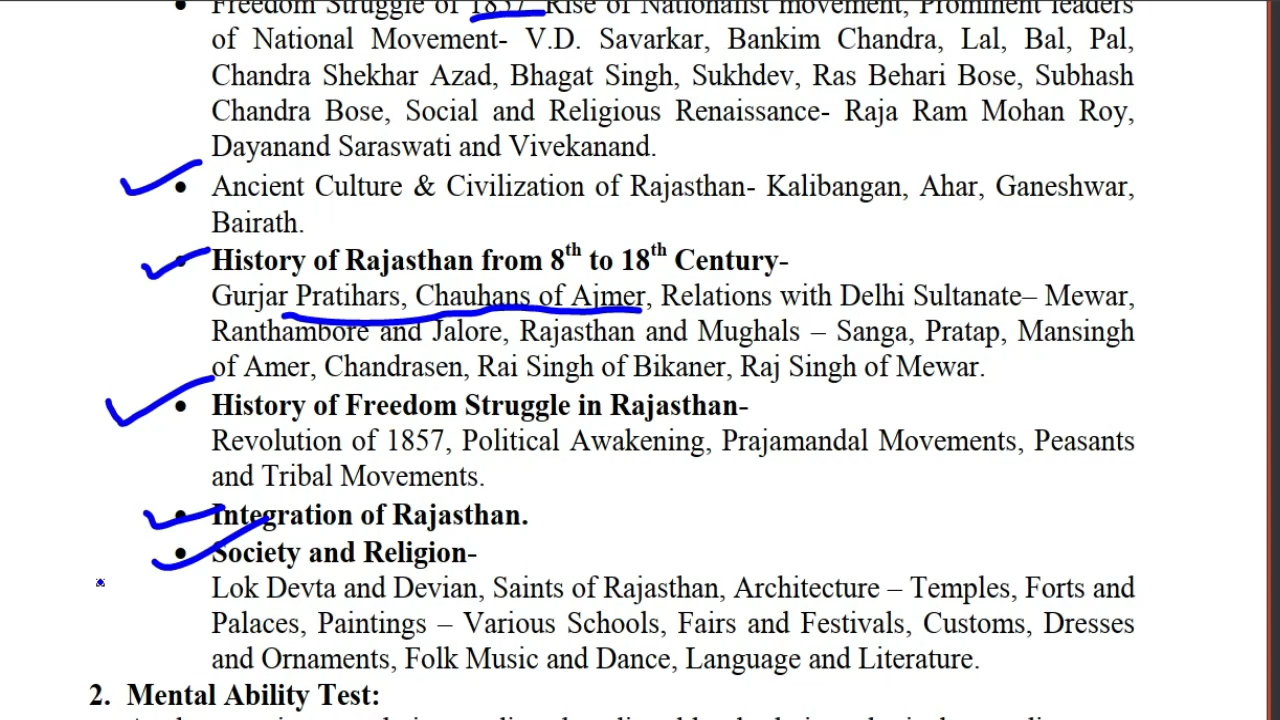 Freedom Struggle of 1857, Rise of Nationalist movement, Prominent leaders
of National Movement- V.D. Savarkar, Bankim Chandra, Lal, Bal, Pal,
Chandra Shekhar Azad, Bhagat Singh, Sukhdev, Ras Behari Bose, Subhash
Chandra Bose, Social and Religious Renaissance- Raja Ram Mohan Roy,
Dayanand Saraswati and Vivekanand.
• Ancient Culture & Civilization of Rajasthan- Kalibangan, Ahar, Ganeshwar,
Bairath.
• History of Rajasthan from 8th to 18th Century-
Gurjar Pratihars, Chauhans of Ajmer, Relations with Delhi Sultanate– Mewar,
Ranthambore and Jalore, Rajasthan and Mughals – Sanga, Pratap, Mansingh
of Amer, Chandrasen, Rai Singh of Bikaner, Raj Singh of Mewar.
• History of Freedom Struggle in Rajasthan-
Revolution of 1857, Political Awakening, Prajamandal Movements, Peasants
and Tribal Movements.
• Integration of Rajasthan.
• Society and Religion-
Lok Devta and Devian, Saints of Rajasthan, Architecture – Temples, Forts and
Palaces, Paintings – Various Schools, Fairs and Festivals, Customs, Dresses
and Ornaments, Folk Music and Dance, Language and Literature.
2. Mental Ability Test: